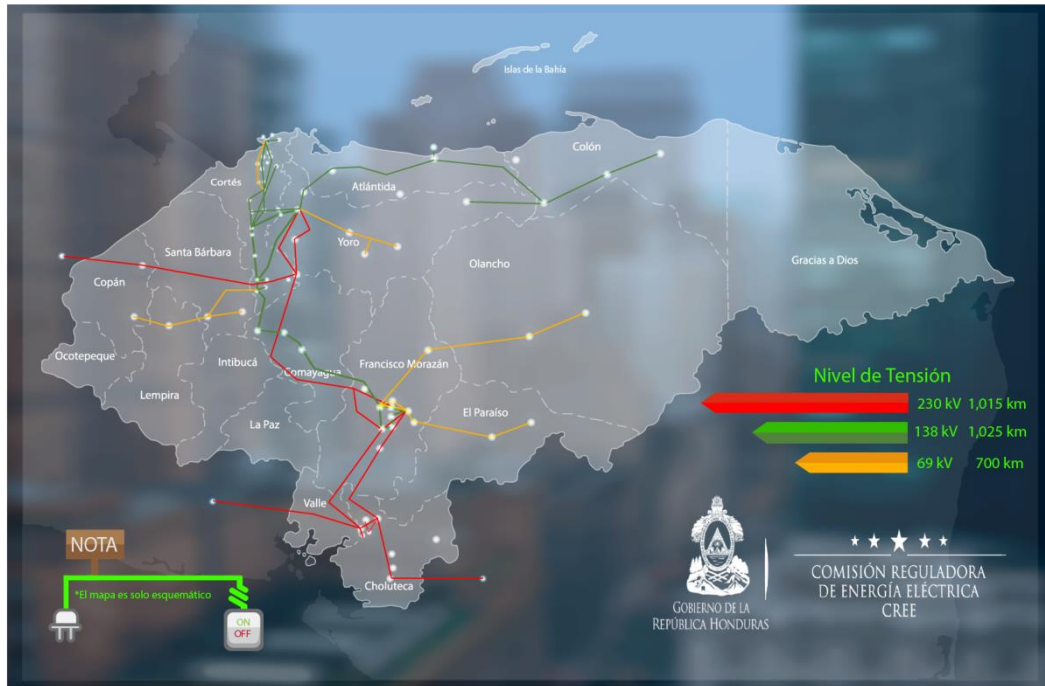 Islas de la Bahía
Colón
Cortés
Atlántida
Yoro
Santa Bárbara
Olancho
Gracias a Dios
Copán
Ocotepeque
Intibucá
Comayagua
Francisco Morazán
Lempira
La Paz
El Paraíso
Valle
Choluteca
Nivel de Tensión
230 kV 1,015 km
138 kV 1,025 km
69 kV 700 km
NOTA
*El mapa es solo esquemático
ON
OFF
GOBIERNO DE LA
REPÚBLICA HONDURAS
COMISIÓN REGULADORA
DE ENERGÍA ELÉCTRICA
CREE